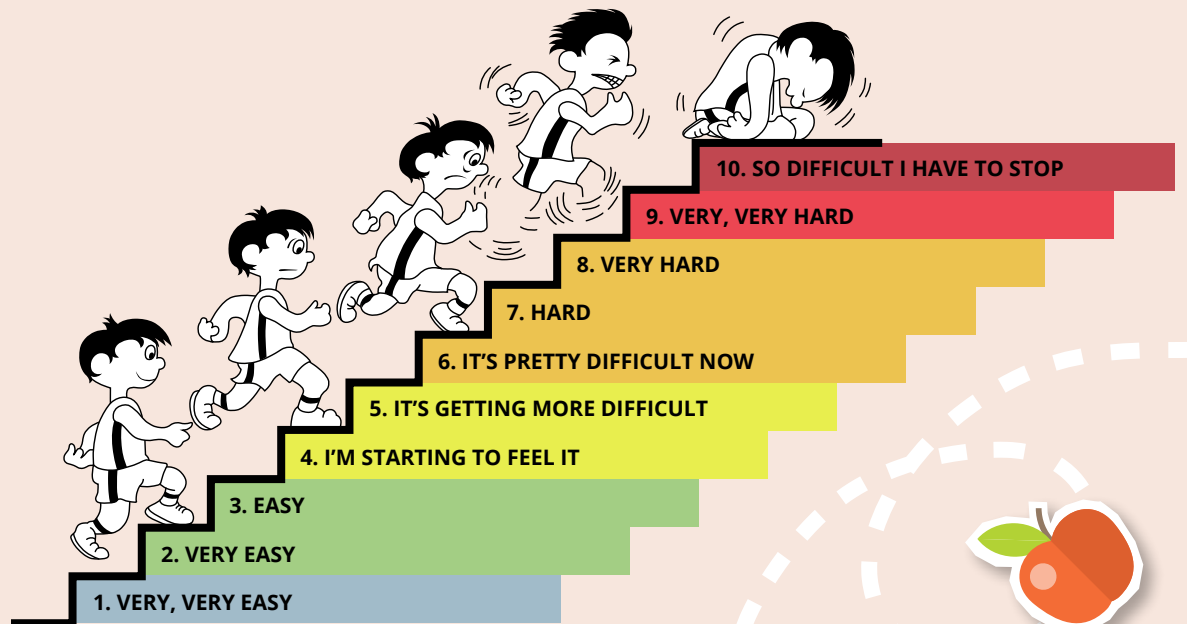 10. SO DIFFICULT I HAVE TO STOP
9. VERY, VERY HARD
8. VERY HARD
7. HARD
6. IT’S PRETTY DIFFICULT NOW
5. IT’S GETTING MORE DIFFICULT
4. I’M STARTING TO FEEL IT
3. EASY
2. VERY EASY
1. VERY, VERY EASY